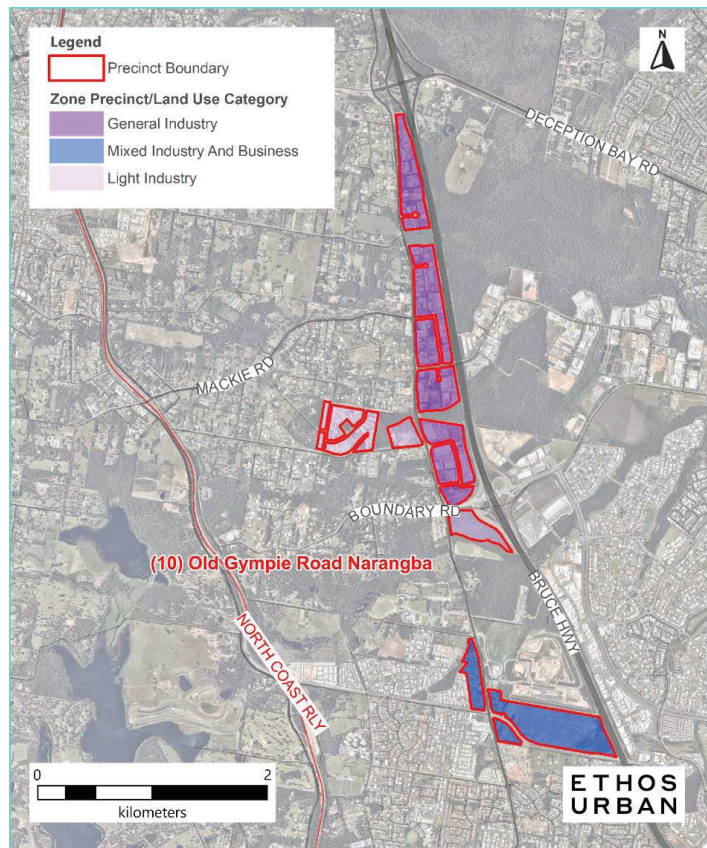 Legend
Precinct Boundary
Zone Precinct/Land Use Category
General Industry
Mixed Industry And Business
Light Industry
N
DECEPTION BAY RD
MACKIE RD
BOUNDARY RD
(10) Old Gympie Road Narangba
BRUCE HWY
NORTH COAST RLY
0 2
kilometers
ETHOS
URBAN